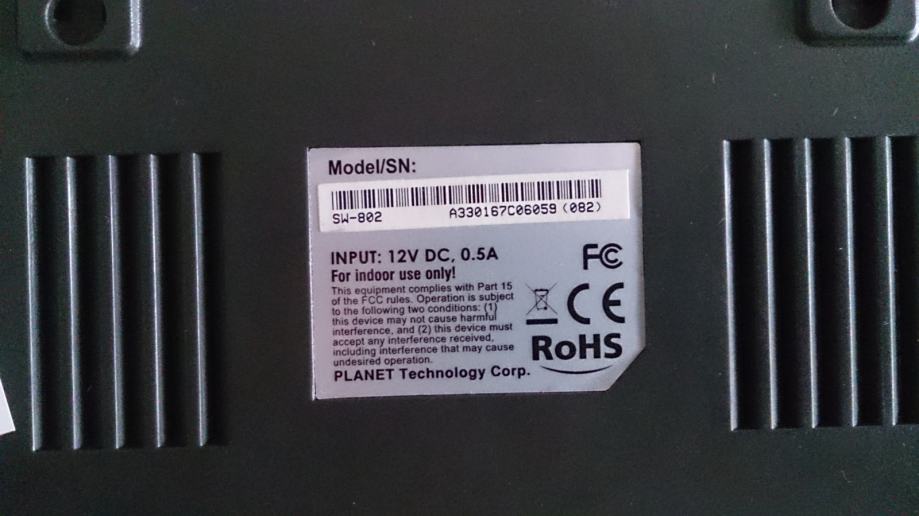 Model/SN:
SW-802 A330167C06059 (082)
INPUT: 12V DC, 0.5A
For indoor use only!
This equipment complies with Part 15
of the FCC rules. Operation is subject
to the following two conditions: (1)
this device may not cause harmful
interference, and (2) this device must
accept any interference received,
including interference that may cause
undesired operation.
PLANET Technology Corp.
FC
CE
RoHS